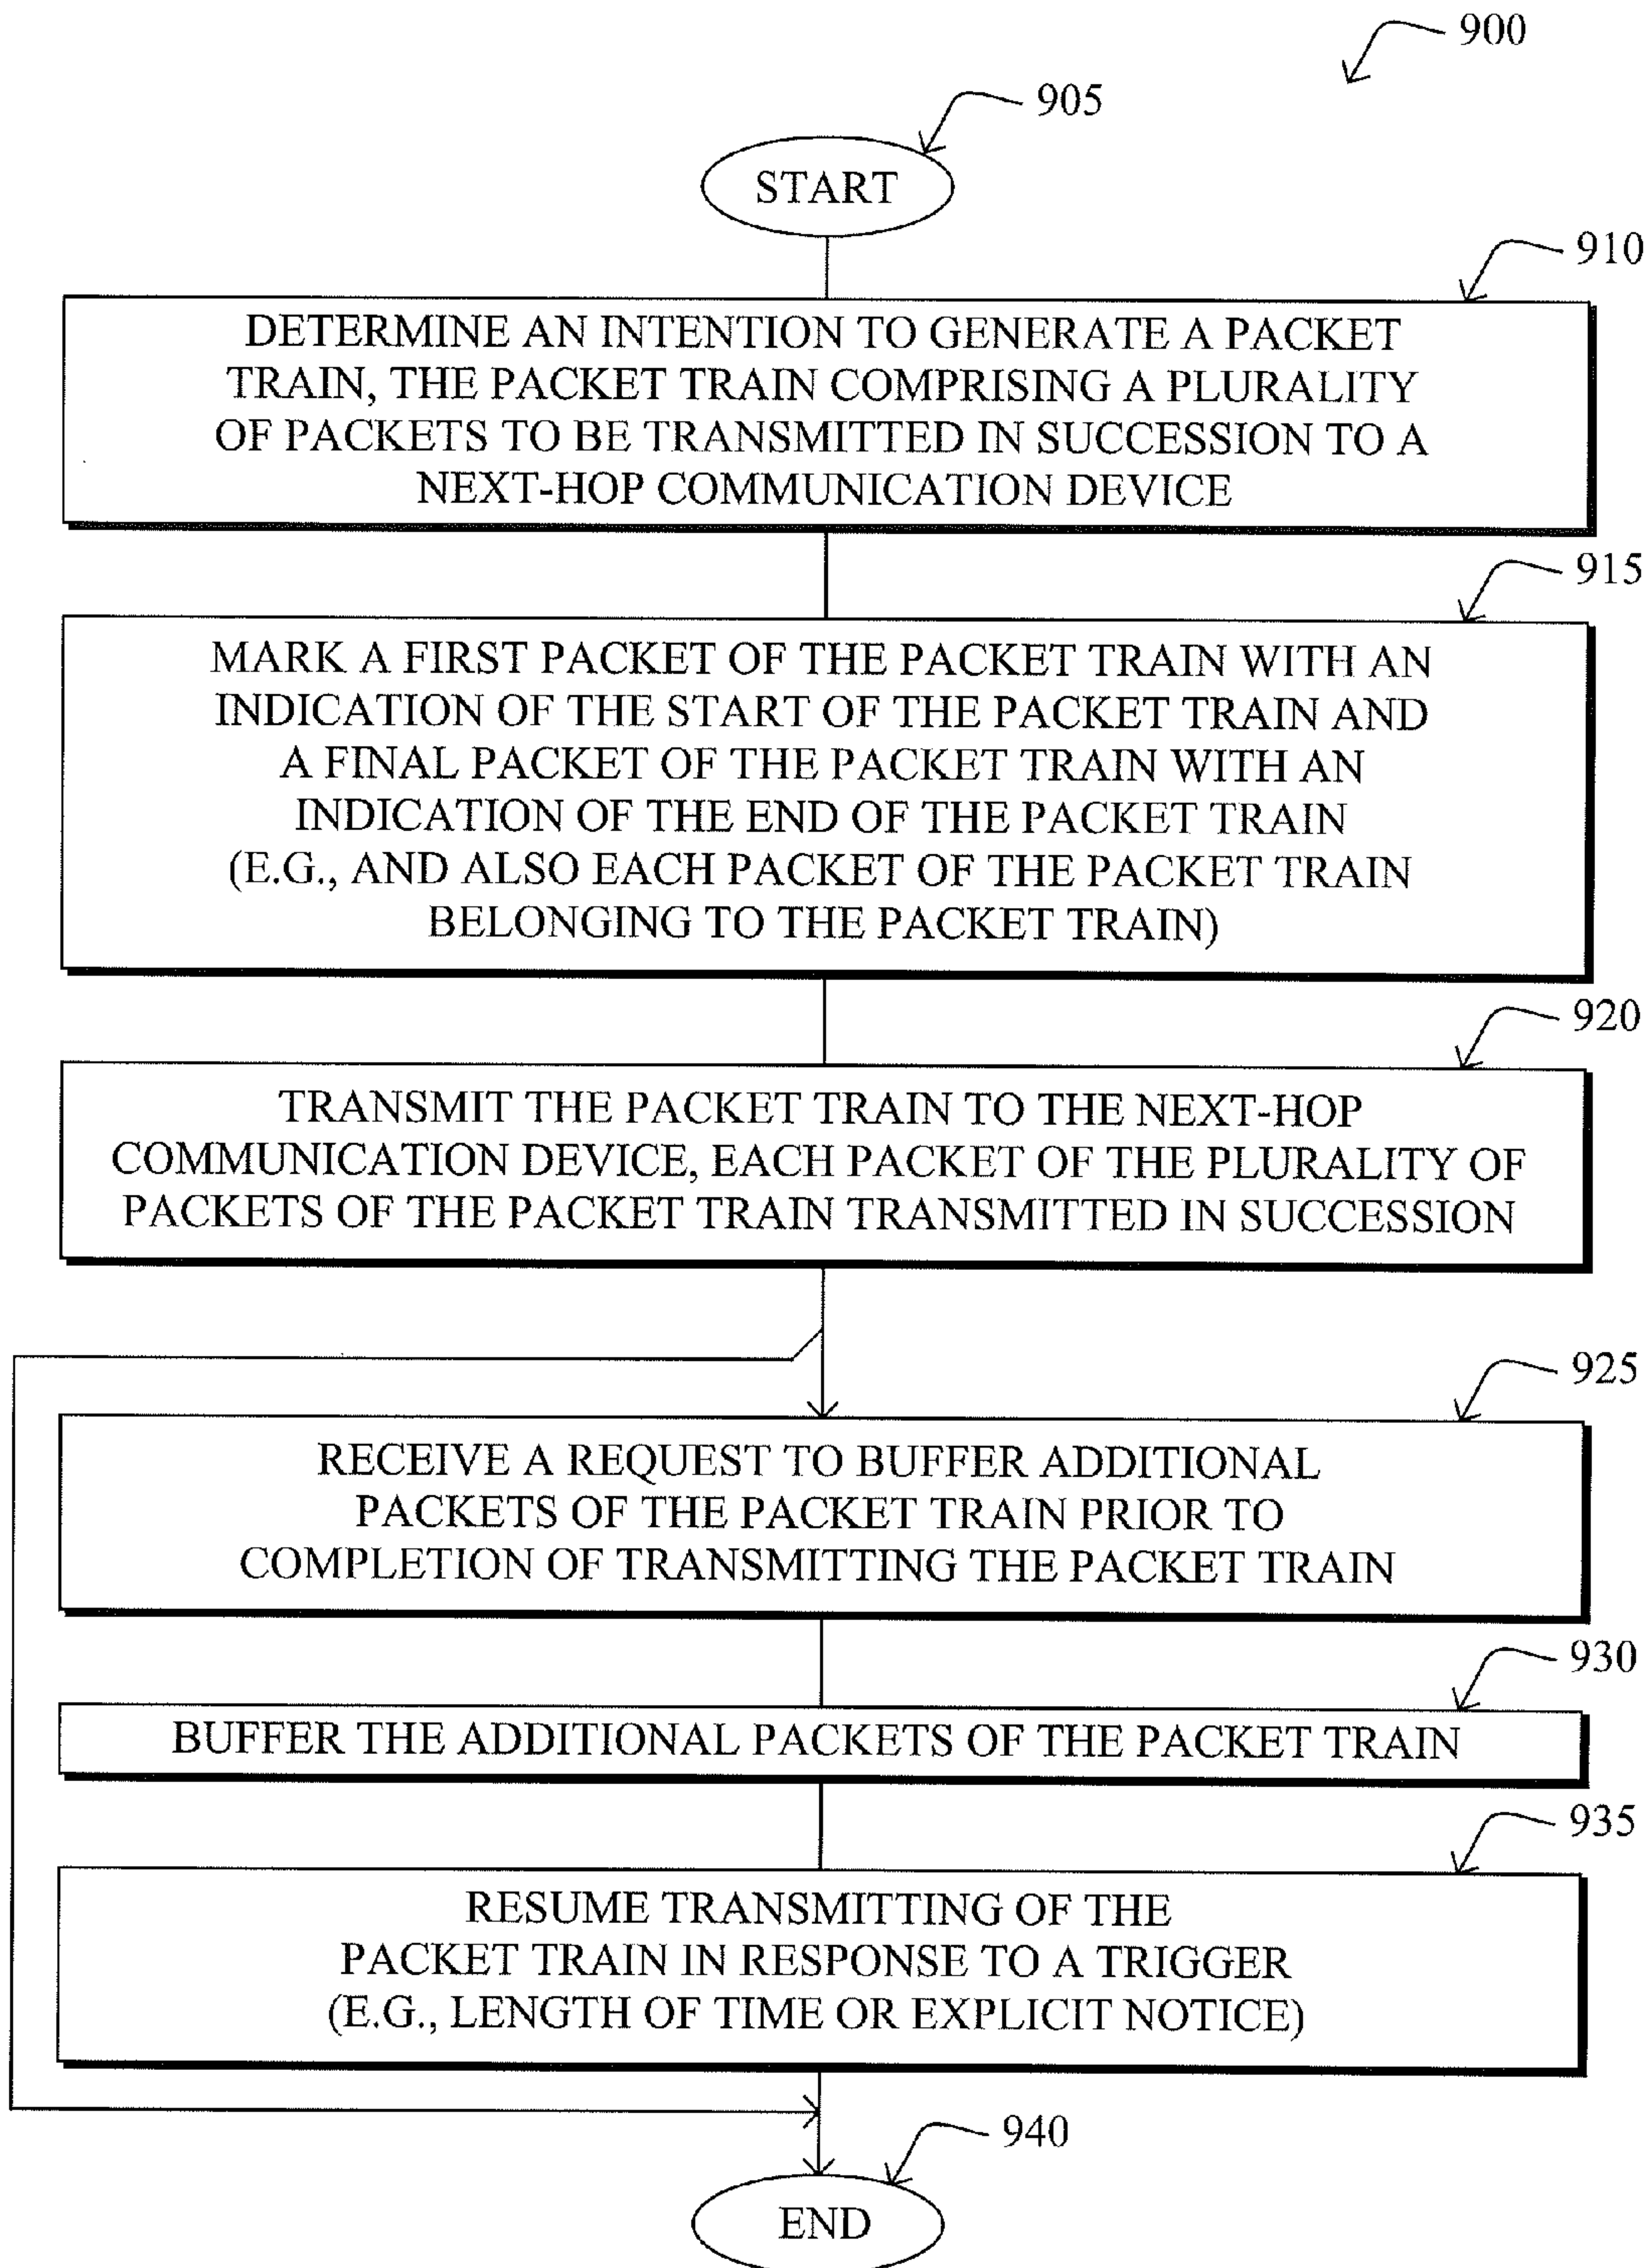 900
905
START
910
DETERMINE AN INTENTION TO GENERATE A PACKET
TRAIN, THE PACKET TRAIN COMPRISING A PLURALITY
OF PACKETS TO BE TRANSMITTED IN SUCCESSION TO A
NEXT-HOP COMMUNICATION DEVICE
915
MARK A FIRST PACKET OF THE PACKET TRAIN WITH AN
INDICATION OF THE START OF THE PACKET TRAIN AND
A FINAL PACKET OF THE PACKET TRAIN WITH AN
INDICATION OF THE END OF THE PACKET TRAIN
(E.G., AND ALSO EACH PACKET OF THE PACKET TRAIN
BELONGING TO THE PACKET TRAIN)
920
TRANSMIT THE PACKET TRAIN TO THE NEXT-HOP
COMMUNICATION DEVICE, EACH PACKET OF THE PLURALITY OF
PACKETS OF THE PACKET TRAIN TRANSMITTED IN SUCCESSION
925
RECEIVE A REQUEST TO BUFFER ADDITIONAL
PACKETS OF THE PACKET TRAIN PRIOR TO
COMPLETION OF TRANSMITTING THE PACKET TRAIN
930
BUFFER THE ADDITIONAL PACKETS OF THE PACKET TRAIN
935
RESUME TRANSMITTING OF THE
PACKET TRAIN IN RESPONSE TO A TRIGGER
(E.G., LENGTH OF TIME OR EXPLICIT NOTICE)
940
END